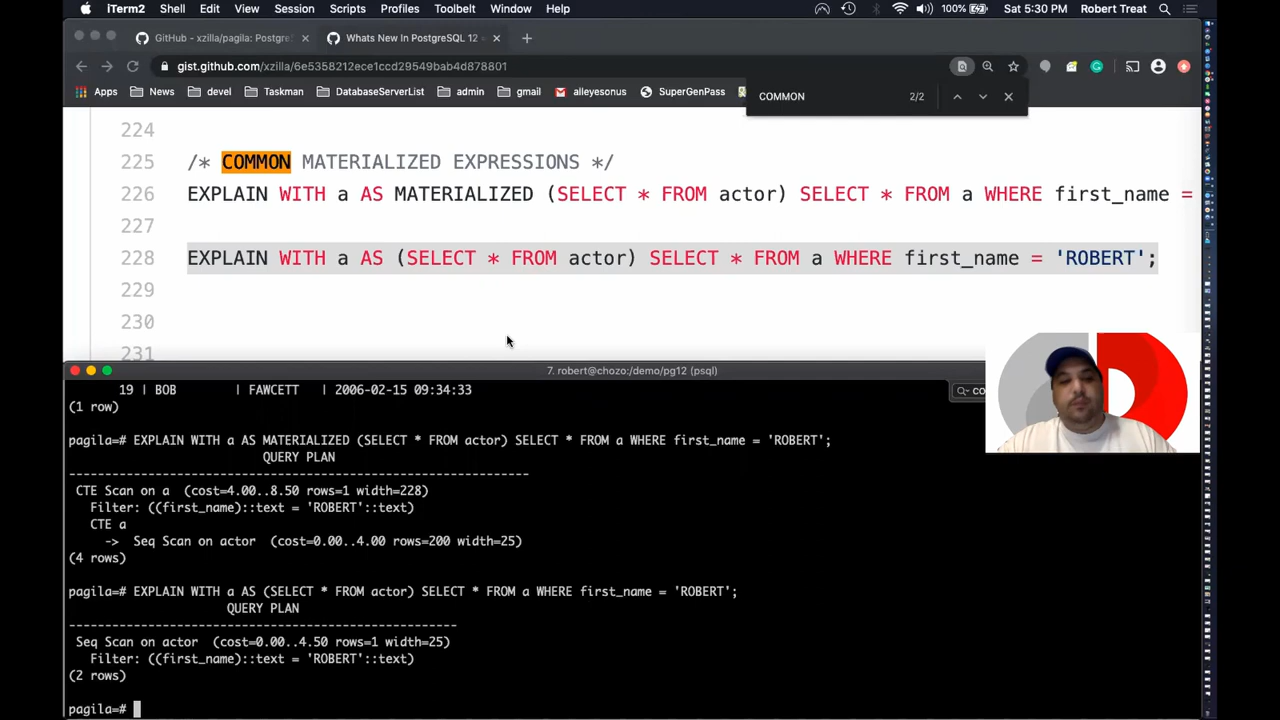 iTerm2 Shell Edit View Session Scripts Profiles Toolbelt Window Help 100% Sat 5:30 PM Robert Treat
GitHub - xzilla/pagila: Postgre × Whats New In PostgreSQL 12 × +
gist.github.com/xzilla/6e5358212ece1ccd29549bab4d878801
Apps News devel Taskman DatabaseServerList admin gmail alleyesonus SuperGenPass
COMMON 2/2
224
225 /* COMMON MATERIALIZED EXPRESSIONS */
226 EXPLAIN WITH a AS MATERIALIZED (SELECT * FROM actor) SELECT * FROM a WHERE first_name =
227
228 EXPLAIN WITH a AS (SELECT * FROM actor) SELECT * FROM a WHERE first_name = 'ROBERT';
229
230
231
7. robert@chozo:/demo/pg12 (psql)
19 | BOB | FAWCETT | 2006-02-15 09:34:33
co
(1 row)
pagila=# EXPLAIN WITH a AS MATERIALIZED (SELECT * FROM actor) SELECT * FROM a WHERE first_name = 'ROBERT';
QUERY PLAN
-----------------------------------------------------------
CTE Scan on a (cost=4.00..8.50 rows=1 width=228)
Filter: ((first_name)::text = 'ROBERT'::text)
CTE a
-> Seq Scan on actor (cost=0.00..4.00 rows=200 width=25)
(4 rows)
pagila=# EXPLAIN WITH a AS (SELECT * FROM actor) SELECT * FROM a WHERE first_name = 'ROBERT';
QUERY PLAN
--------------------------------------------------
Seq Scan on actor (cost=0.00..4.50 rows=1 width=25)
Filter: ((first_name)::text = 'ROBERT'::text)
(2 rows)
pagila=#